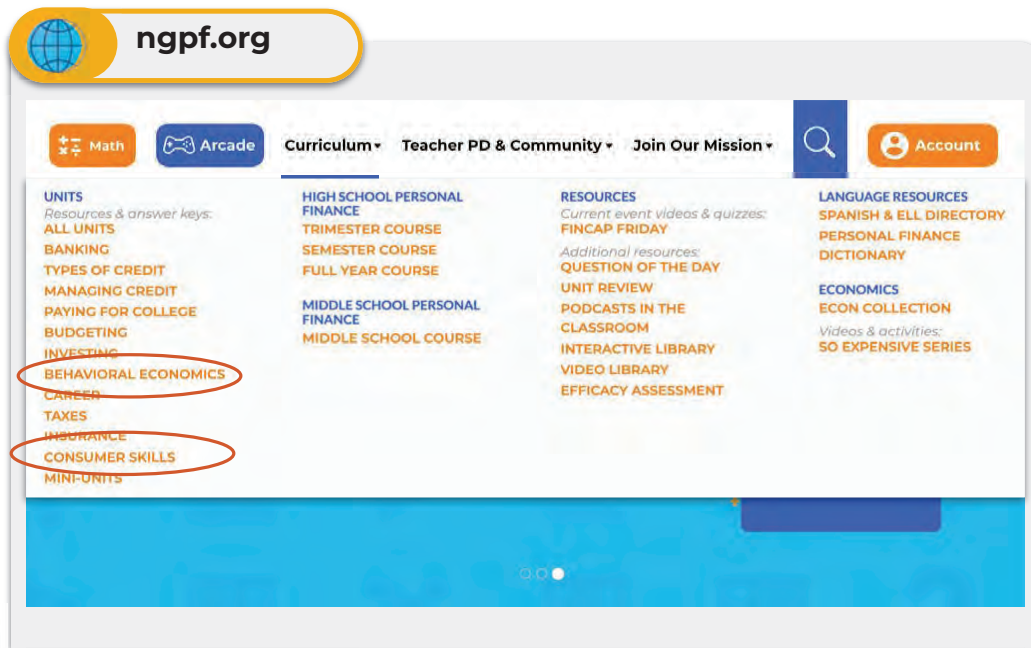 ngpf.org
Math
Arcade
Curriculum
Teacher PD & Community
Join Our Mission
Account
UNITS
Resources & answer keys:
ALL UNITS
BANKING
TYPES OF CREDIT
MANAGING CREDIT
PAYING FOR COLLEGE
BUDGETING
INVESTING
BEHAVIORAL ECONOMICS
CAREER
TAXES
INSURANCE
CONSUMER SKILLS
MINI-UNITS
HIGH SCHOOL PERSONAL
FINANCE
TRIMESTER COURSE
SEMESTER COURSE
FULL YEAR COURSE
MIDDLE SCHOOL PERSONAL
FINANCE
MIDDLE SCHOOL COURSE
RESOURCES
Current event videos & quizzes:
FINCAP FRIDAY
Additional resources:
QUESTION OF THE DAY
UNIT REVIEW
PODCASTS IN THE
CLASSROOM
INTERACTIVE LIBRARY
VIDEO LIBRARY
EFFICACY ASSESSMENT
LANGUAGE RESOURCES
SPANISH & ELL DIRECTORY
PERSONAL FINANCE
DICTIONARY
ECONOMICS
ECON COLLECTION
Videos & activities:
SO EXPENSIVE SERIES